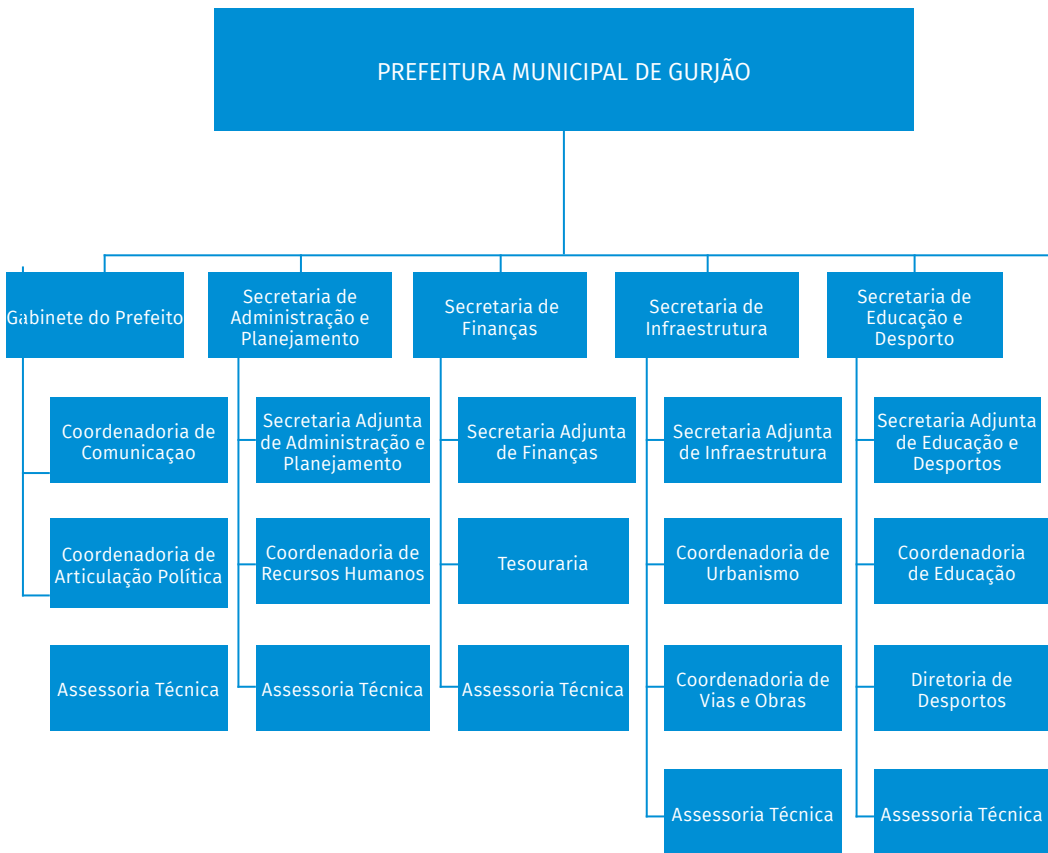 PREFEITURA MUNICIPAL DE GURJÃO
Gabinete do Prefeito
Secretaria de
Administração e
Planejamento
Secretaria de
Finanças
Secretaria de
Infraestrutura
Secretaria de
Educação e
Desporto
Coordenadoria de
Comunicaçao
Secretaria Adjunta
de Administração e
Planejamento
Secretaria Adjunta
de Finanças
Secretaria Adjunta
de Infraestrutura
Secretaria Adjunta
de Educação e
Desportos
Coordenadoria de
Articulação Política
Coordenadoria de
Recursos Humanos
Tesouraria
Coordenadoria de
Urbanismo
Coordenadoria
de Educação
Assessoria Técnica
Assessoria Técnica
Assessoria Técnica
Coordenadoria de
Vias e Obras
Diretoria de
Desportos
Assessoria Técnica
Assessoria Técnica